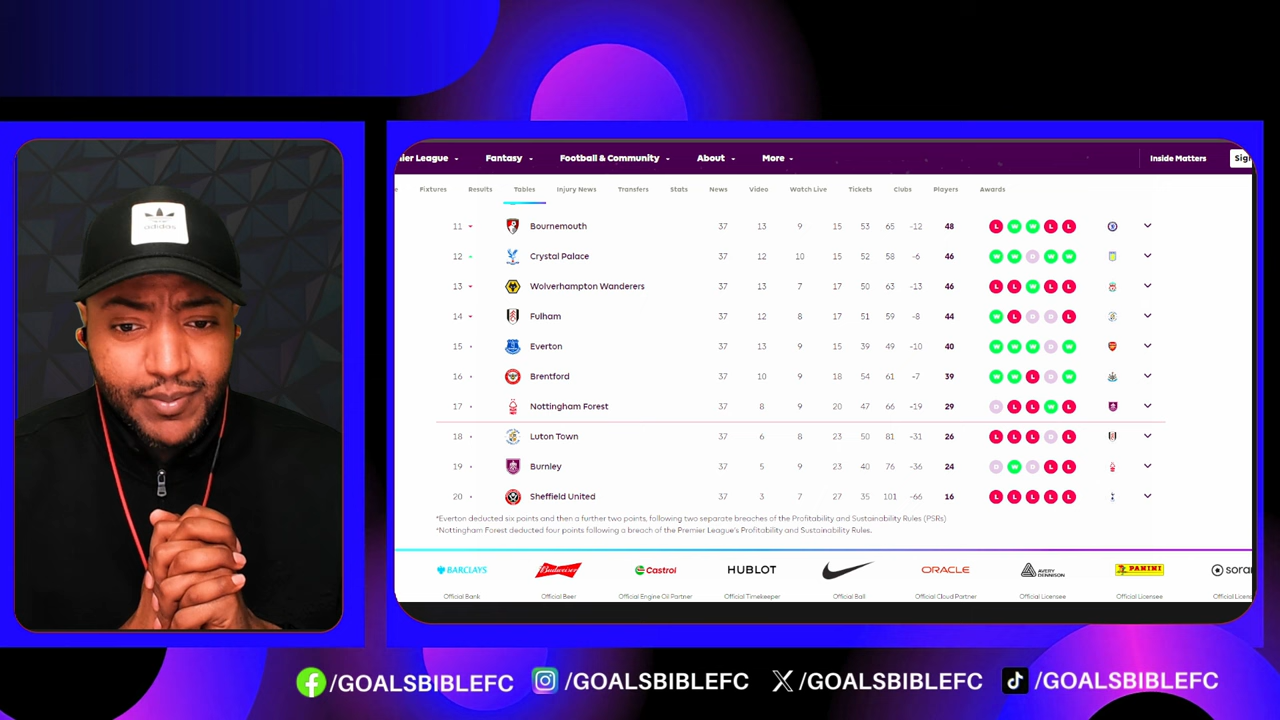 ier League Fantasy Football & Community About More Inside Matters Sig
e Fixtures Results Tables Injury News Transfers Stats News Video Watch Live Tickets Clubs Players Awards
11 Bournemouth 37 13 9 15 53 65 -12 48 L W W L L
12 Crystal Palace 37 12 10 15 52 58 -6 46 W W D W W
13 Wolverhampton Wanderers 37 13 7 17 50 63 -13 46 L L W L L
14 Fulham 37 12 8 17 51 59 -8 44 W L D D L
15 Everton 37 13 9 15 39 49 -10 40 W W W D W
16 Brentford 37 10 9 18 54 61 -7 39 W W L D W
17 Nottingham Forest 37 8 9 20 47 66 -19 29 D L L W L
18 Luton Town 37 6 8 23 50 81 -31 26 L L L D L
19 Burnley 37 5 9 23 40 76 -36 24 D W D L L
20 Sheffield United 37 3 7 27 35 101 -66 16 L L L L L
*Everton deducted six points and then a further two points, following two separate breaches of the Profitability and Sustainability Rules (PSRs)
*Nottingham Forest deducted four points following a breach of the Premier League's Profitability and Sustainability Rules.
BARCLAYS Budweiser Castrol HUBLOT ORACLE AVERY DENNISON PANINI sorar
Official Bank Official Beer Official Engine Oil Partner Official Timekeeper Official Ball Official Cloud Partner Official Licensee Official Licensee Official Licens
adidas
/GOALSBIBLEFC /GOALSBIBLEFC /GOALSBIBLEFC /GOALSBIBLEFC